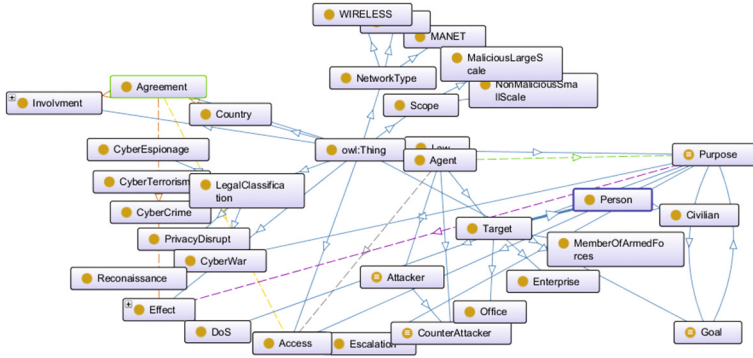 WIRELESS
MANET
MaliciousLargeS
cale
NetworkType
NonMaliciousSma
llScale
Agreement
Involvment
Scope
Country
owl:Thing
Law
CyberEspionage
Agent
Purpose
CyberTerrorism
LegalClassifica
tion
Person
CyberCrime
Civilian
Target
PrivacyDisrupt
MemberOfArmedFo
rces
CyberWar
Reconaissance
Attacker
Enterprise
Effect
Office
DoS
CounterAttacker
Goal
Access
Escalation